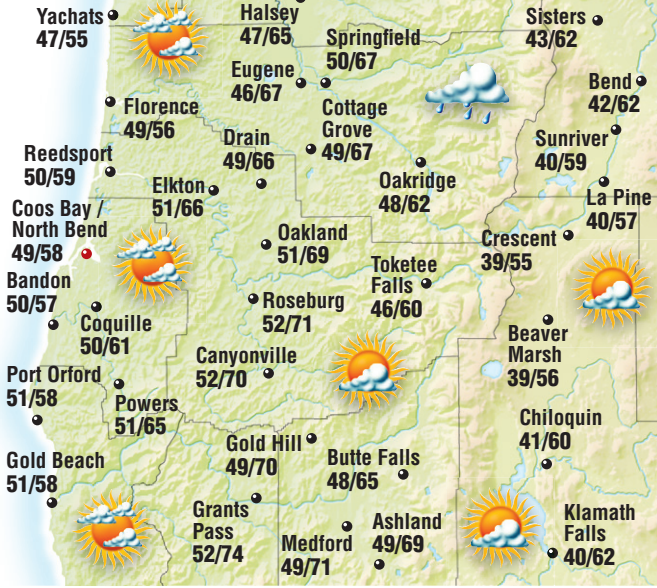 Yachats
47/55
Halsey
47/65
Sisters
43/62
Springfield
50/67
Eugene
46/67
Bend
42/62
Florence
49/56
Cottage
Grove
49/67
Drain
49/66
Sunriver
40/59
Reedsport
50/59
Elkton
51/66
Oakridge
48/62
La Pine
40/57
Coos Bay /
North Bend
49/58
Oakland
51/69
Crescent
39/55
Toketee
Falls
46/60
Bandon
50/57
Coquille
50/61
Roseburg
52/71
Beaver
Marsh
39/56
Canyonville
52/70
Port Orford
51/58
Powers
51/65
Chiloquin
41/60
Gold Hill
49/70
Butte Falls
48/65
Gold Beach
51/58
Grants
Pass
52/74
Medford
49/71
Ashland
49/69
Klamath
Falls
40/62